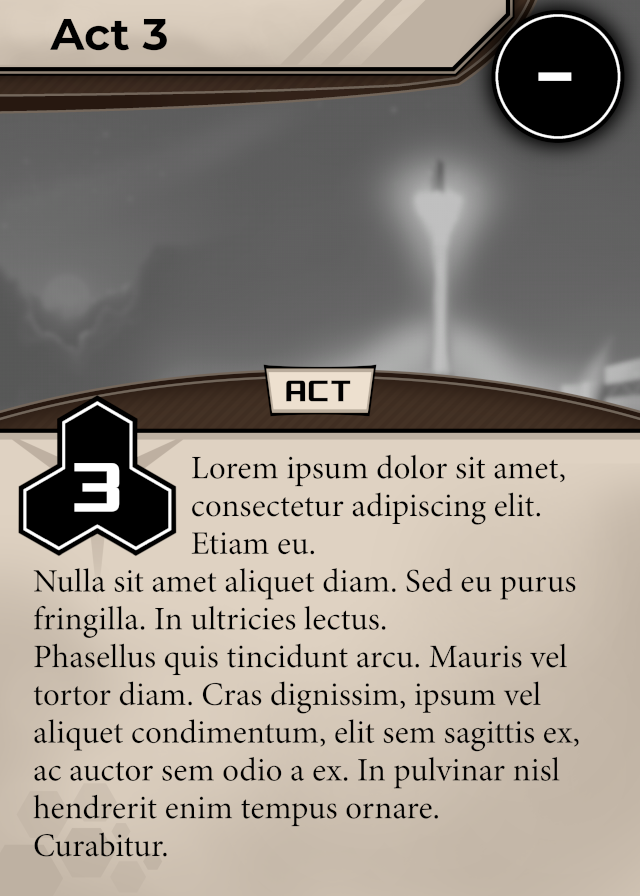 Act 3
–
ACT
3
Lorem ipsum dolor sit amet,
consectetur adipiscing elit.
Etiam eu.
Nulla sit amet aliquet diam. Sed eu purus
fringilla. In ultricies lectus.
Phasellus quis tincidunt arcu. Mauris vel
tortor diam. Cras dignissim, ipsum vel
aliquet condimentum, elit sem sagittis ex,
ac auctor sem odio a ex. In pulvinar nisl
hendrerit enim tempus ornare.
Curabitur.